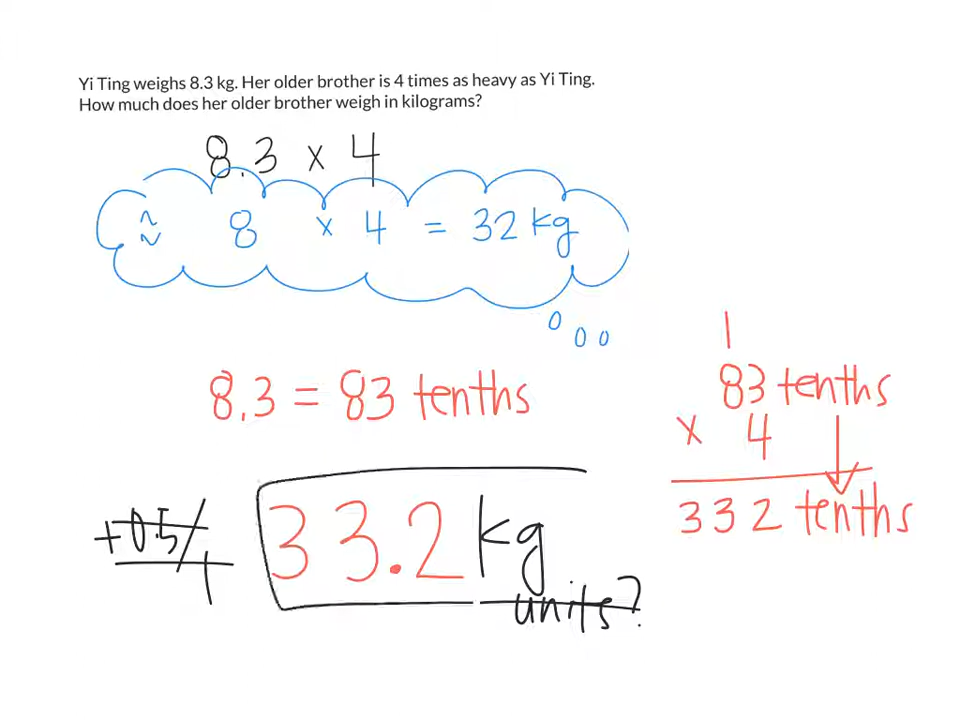 Yi Ting weighs 8.3 kg. Her older brother is 4 times as heavy as Yi Ting.
How much does her older brother weigh in kilograms?
8.3 x 4
≈ 8 x 4 = 32 kg
8.3 = 83 tenths
1
83 tenths
x 4
332 tenths
+0.5/1
33.2 kg
units?